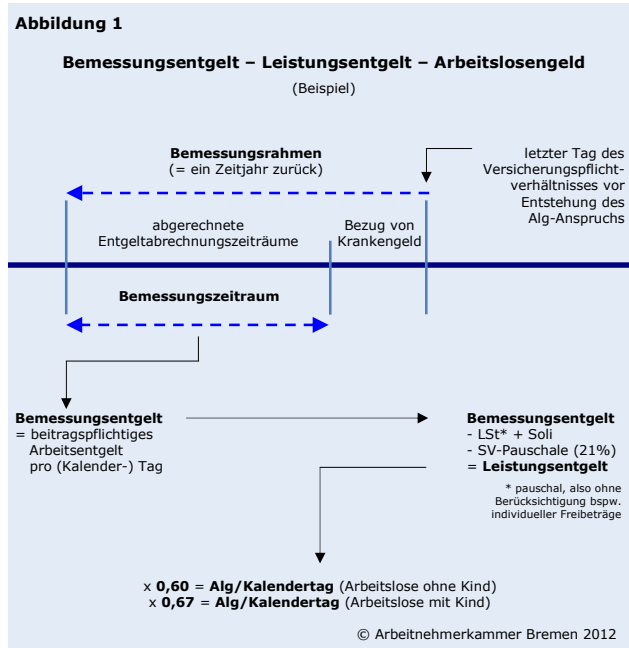 Abbildung 1
Bemessungsentgelt – Leistungsentgelt – Arbeitslosengeld
(Beispiel)
Bemessungsrahmen
(= ein Zeitjahr zurück)
letzter Tag des
Versicherungspflicht-
verhältnisses vor
Entstehung des
Alg-Anspruchs
abgerechnete
Entgeltabrechnungszeiträume
Bezug von
Krankengeld
Bemessungszeitraum
Bemessungsentgelt
= beitragspflichtiges
Arbeitsentgelt
pro (Kalender-) Tag
Bemessungsentgelt
- LSt* + Soli
- SV-Pauschale (21%)
= Leistungsentgelt
* pauschal, also ohne
Berücksichtigung bspw.
individueller Freibeträge
x 0,60 = Alg/Kalendertag (Arbeitslose ohne Kind)
x 0,67 = Alg/Kalendertag (Arbeitslose mit Kind)
© Arbeitnehmerkammer Bremen 2012